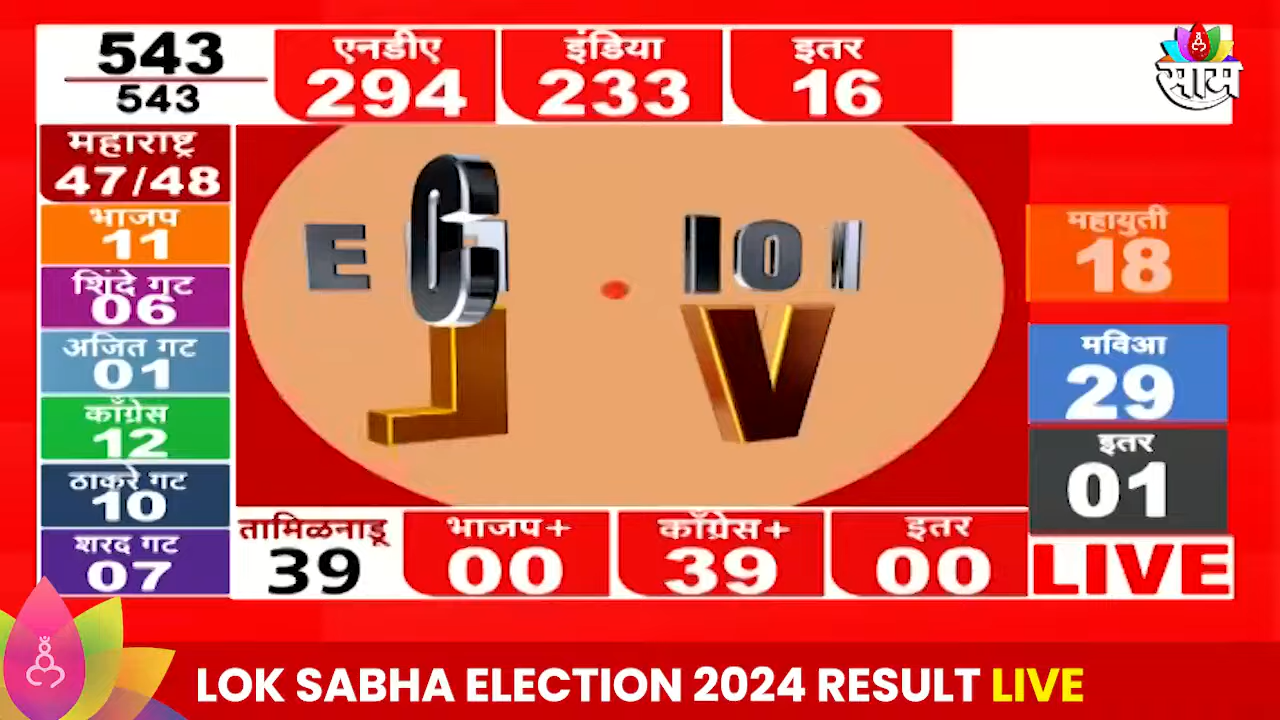 543
543
एनडीए
294
इंडिया
233
इतर
16
साम
महाराष्ट्र
47/48
भाजप
11
शिंदे गट
06
अजित गट
01
काँग्रेस
12
ठाकरे गट
10
शरद गट
07
महायुती
18
मविआ
29
इतर
01
LIVE
तामिळनाडू
39
भाजप+
00
काँग्रेस+
39
इतर
00
LOK SABHA ELECTION 2024 RESULT LIVE